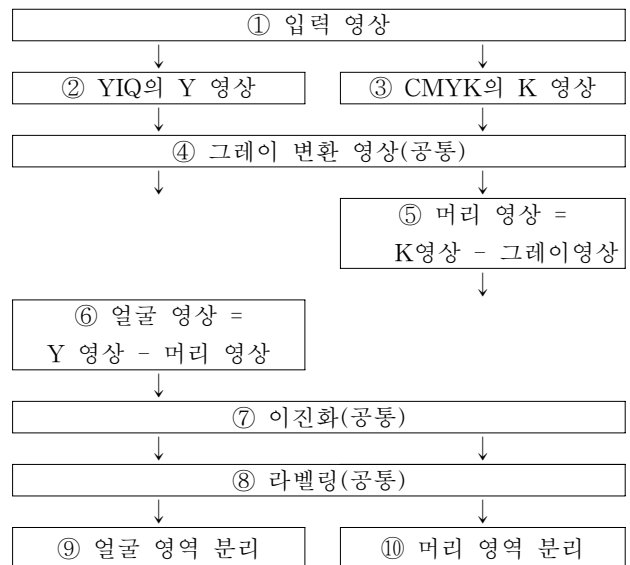 ① 입력 영상
② YIQ의 Y 영상
③ CMYK의 K 영상
④ 그레이 변환 영상(공통)
⑤ 머리 영상 =
K영상 - 그레이영상
⑥ 얼굴 영상 =
Y 영상 - 머리 영상
⑦ 이진화(공통)
⑧ 라벨링(공통)
⑨ 얼굴 영역 분리
⑩ 머리 영역 분리